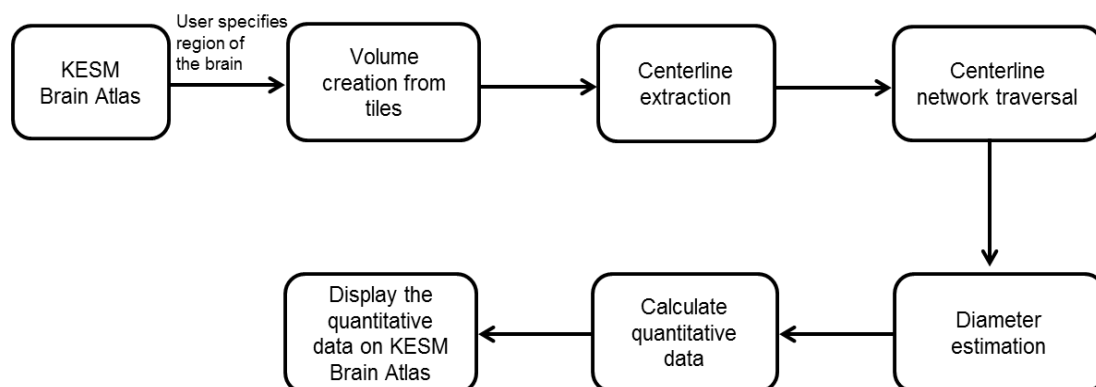 KESM
Brain Atlas
User specifies
region of
the brain
Volume
creation from
tiles
Centerline
extraction
Centerline
network traversal
Diameter
estimation
Calculate
quantitative
data
Display the
quantitative
data on KESM
Brain Atlas